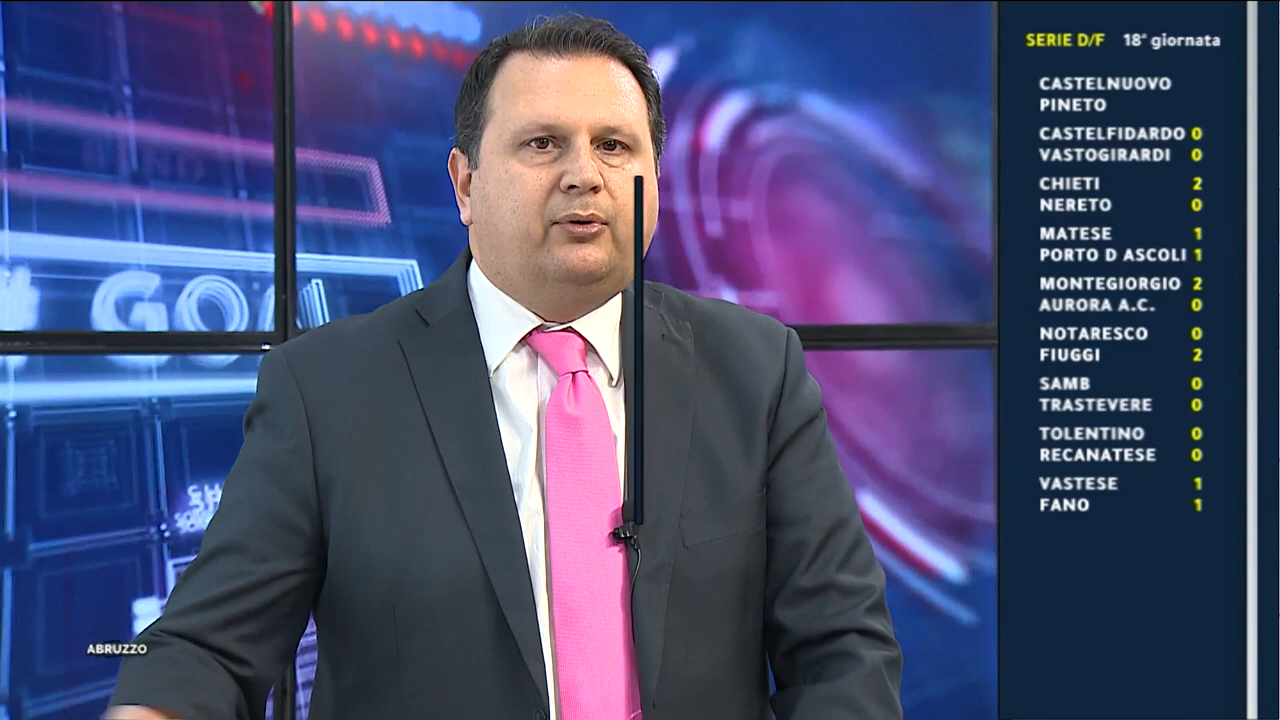 SERIE D/F 18ª giornata
CASTELNUOVO
PINETO
CASTELFIDARDO 0
VASTOGIRARDI 0
CHIETI 2
NERETO 0
MATESE 1
PORTO D ASCOLI 1
MONTEGIORGIO 2
AURORA A.C. 0
NOTARESCO 0
FIUGGI 2
SAMB 0
TRASTEVERE 0
TOLENTINO 0
RECANATESE 0
VASTESE 1
FANO 1
ABRUZZO